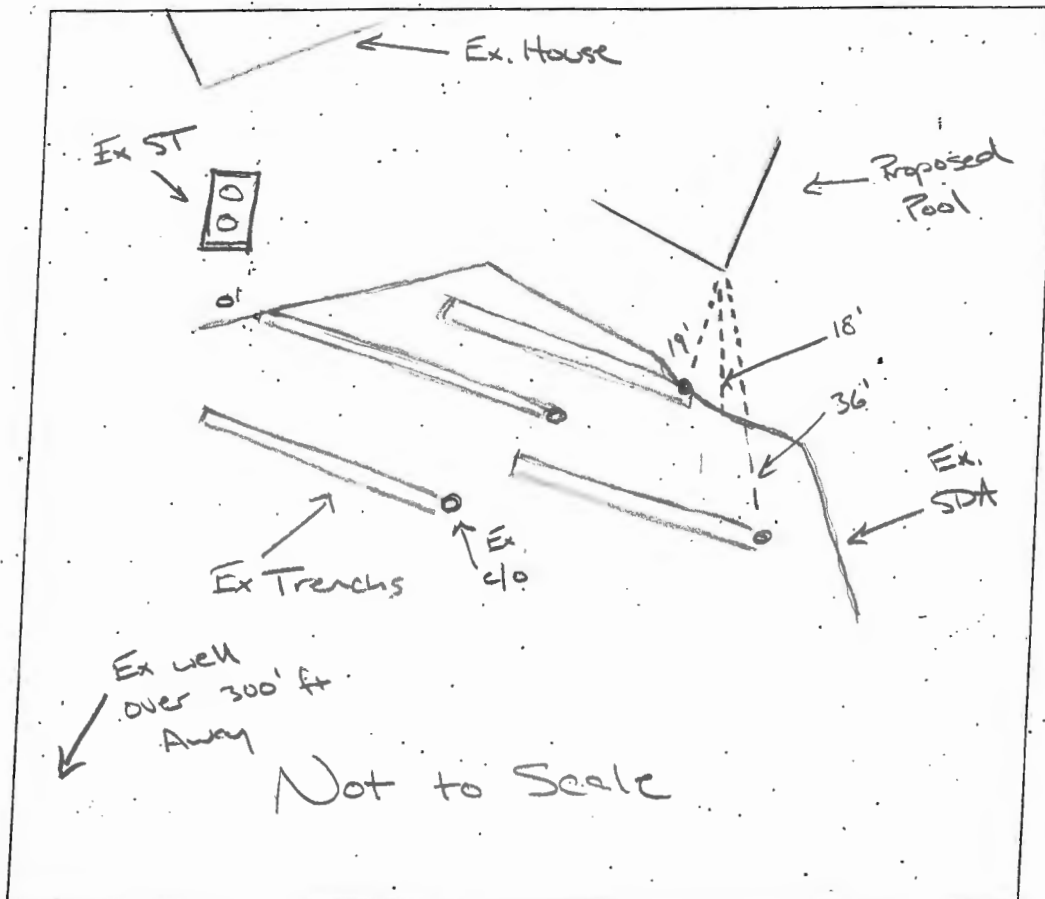 Ex. House
Ex ST
Proposed
Pool
19'
18'
36'
Ex.
SDA
Ex.
c/o
Ex Trenchs
Ex well
over 300' ft
Away
Not to Scale